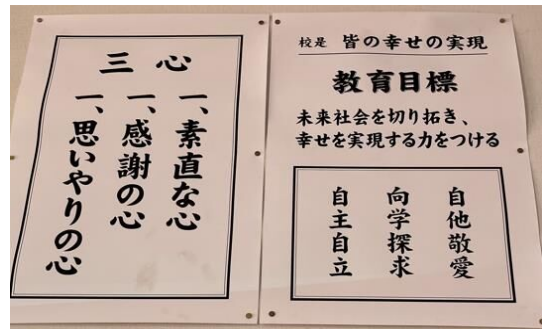 三心
一、素直な心
一、感謝の心
一、思いやりの心
校是 皆の幸せの実現
教育目標
未来社会を切り拓き、
幸せを実現する力をつける
自他敬愛
向学探求
自主自立